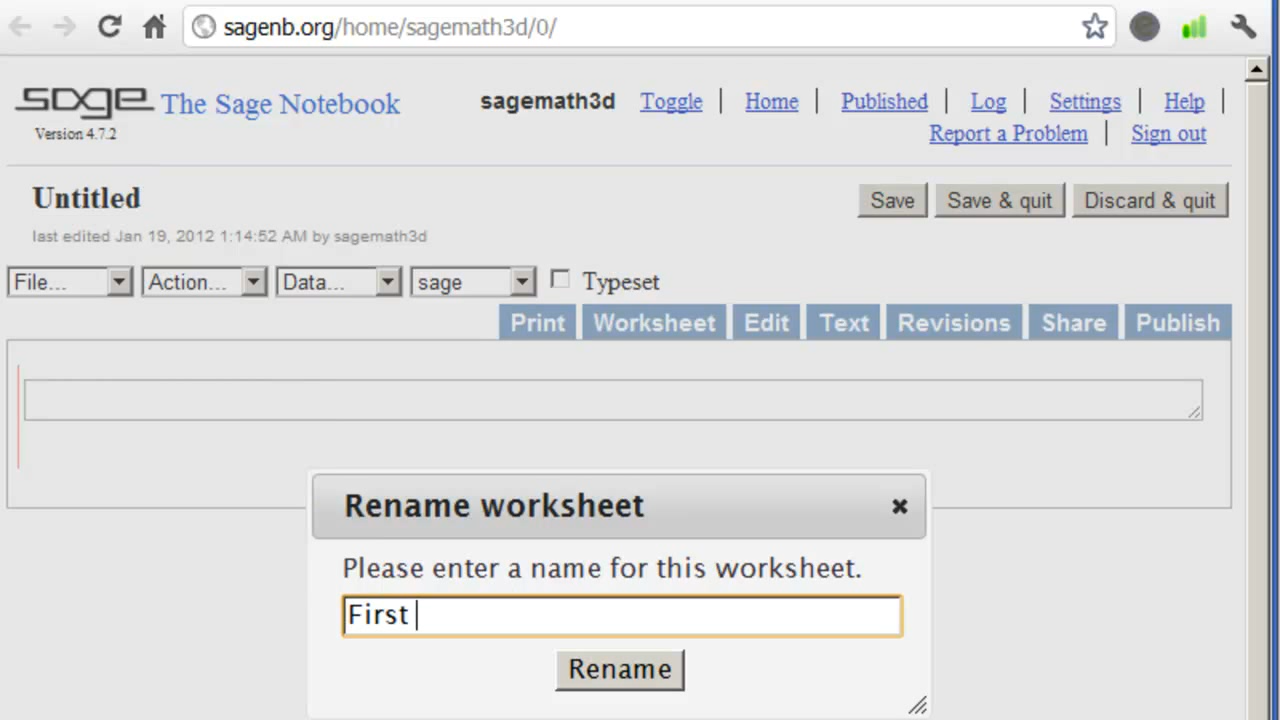 sagenb.org/home/sagemath3d/0/
sage The Sage Notebook
Version 4.7.2
sagemath3d Toggle | Home | Published | Log | Settings | Help |
Report a Problem | Sign out
Untitled
Save Save & quit Discard & quit
last edited Jan 19, 2012 1:14:52 AM by sagemath3d
File... Action... Data... sage Typeset
Print Worksheet Edit Text Revisions Share Publish
Rename worksheet
Please enter a name for this worksheet.
First
Rename